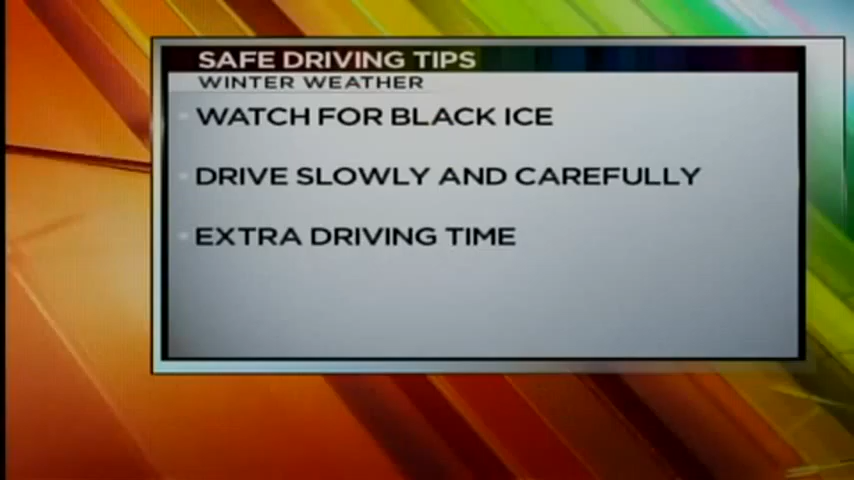 SAFE DRIVING TIPS
WINTER WEATHER
WATCH FOR BLACK ICE
DRIVE SLOWLY AND CAREFULLY
EXTRA DRIVING TIME